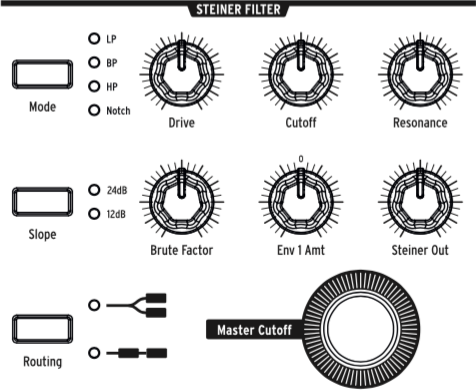 STEINER FILTER
LP
BP
HP
Notch
Mode
Drive
Cutoff
Resonance
0
24dB
12dB
Slope
Brute Factor
Env 1 Amt
Steiner Out
Master Cutoff
Routing